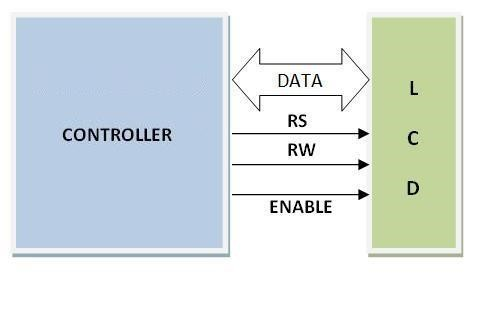 DATA
L
RS
CONTROLLER
C
RW
D
ENABLE